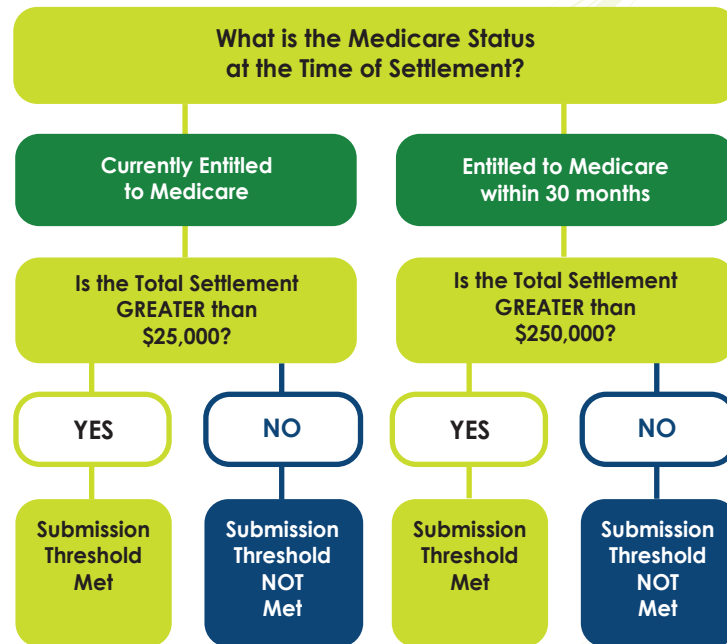 What is the Medicare Status
at the Time of Settlement?
Currently Entitled
to Medicare
Entitled to Medicare
within 30 months
Is the Total Settlement
GREATER than
$25,000?
Is the Total Settlement
GREATER than
$250,000?
YES
NO
YES
NO
Submission
Threshold
Met
Submission
Threshold
NOT
Met
Submission
Threshold
Met
Submission
Threshold
NOT
Met